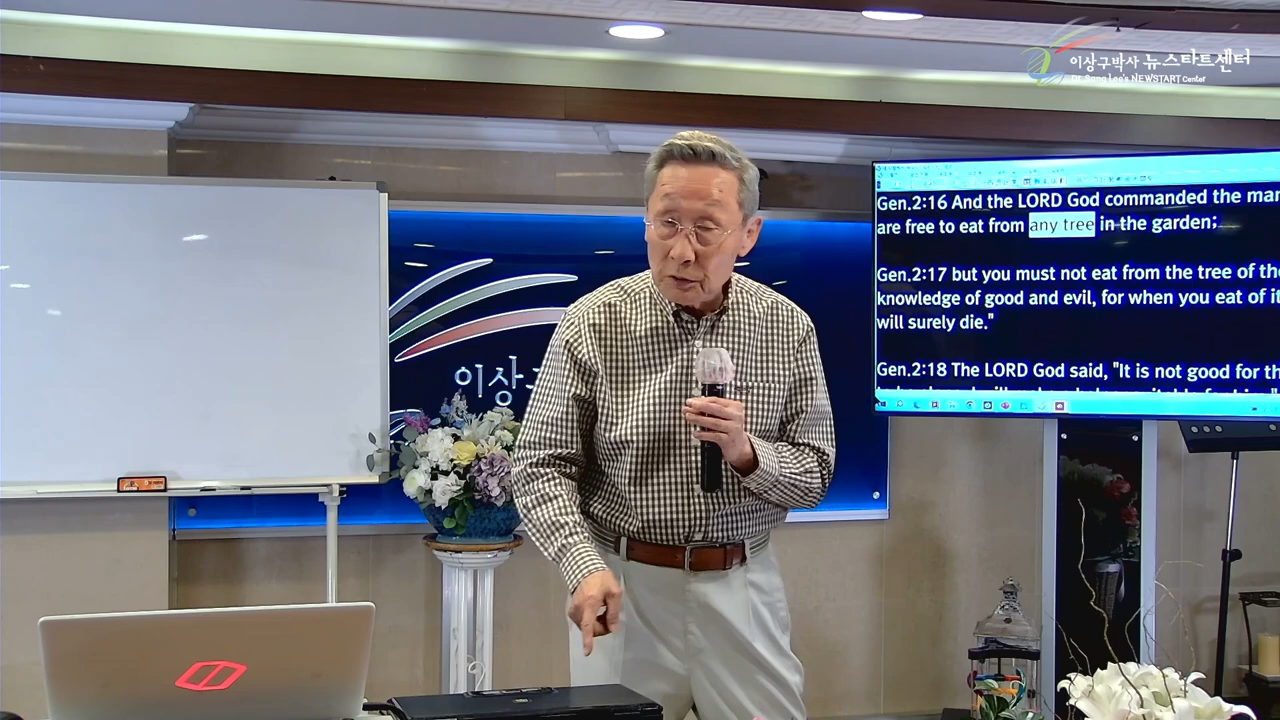 이상구박사 뉴스타트센터
Dr. Sang Lee's NEWSTART Center
Gen.2:16 And the LORD God commanded the man
are free to eat from any tree in the garden;
Gen.2:17 but you must not eat from the tree of the
knowledge of good and evil, for when you eat of it
will surely die."
Gen.2:18 The LORD God said, "It is not good for th
이상